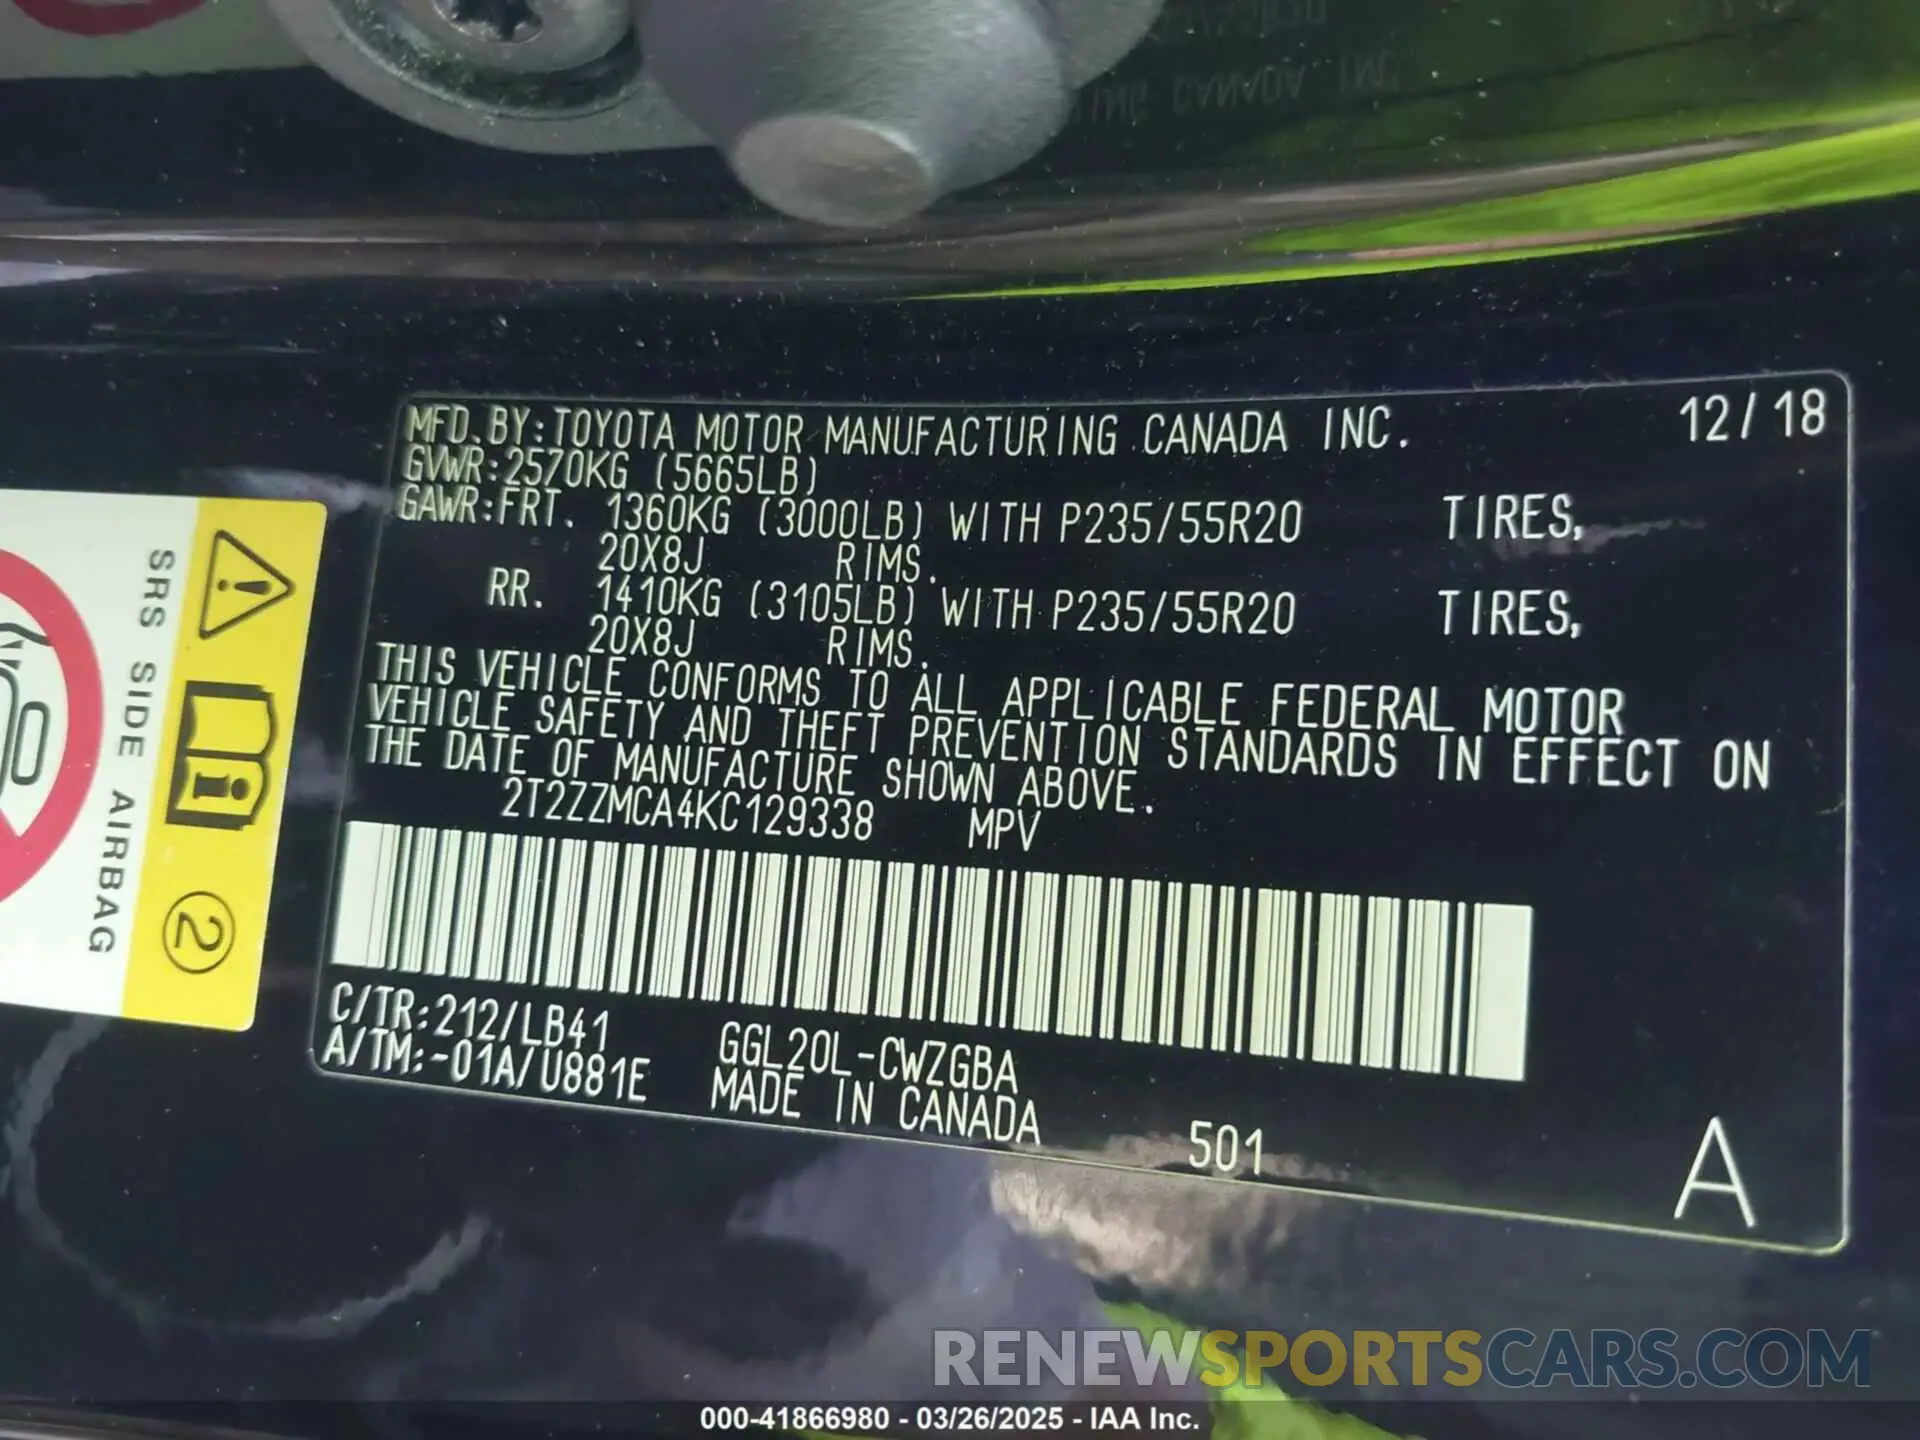 MFD.BY:TOYOTA MOTOR MANUFACTURING CANADA INC. 12/18
GVWR:2570KG (5665LB)
GAWR:FRT. 1360KG (3000LB) WITH P235/55R20 TIRES,
20X8J RIMS.
RR. 1410KG (3105LB) WITH P235/55R20 TIRES,
20X8J RIMS.
THIS VEHICLE CONFORMS TO ALL APPLICABLE FEDERAL MOTOR
VEHICLE SAFETY AND THEFT PREVENTION STANDARDS IN EFFECT ON
THE DATE OF MANUFACTURE SHOWN ABOVE.
2T2ZZMCA4KC129338 MPV
C/TR:212/LB41 GGL20L-CWZGBA
A/TM:-01A/U881E MADE IN CANADA
501
A
SRS SIDE AIRBAG
2
RENEWSPORTSCARS.COM
000-41866980 - 03/26/2025 - IAA Inc.